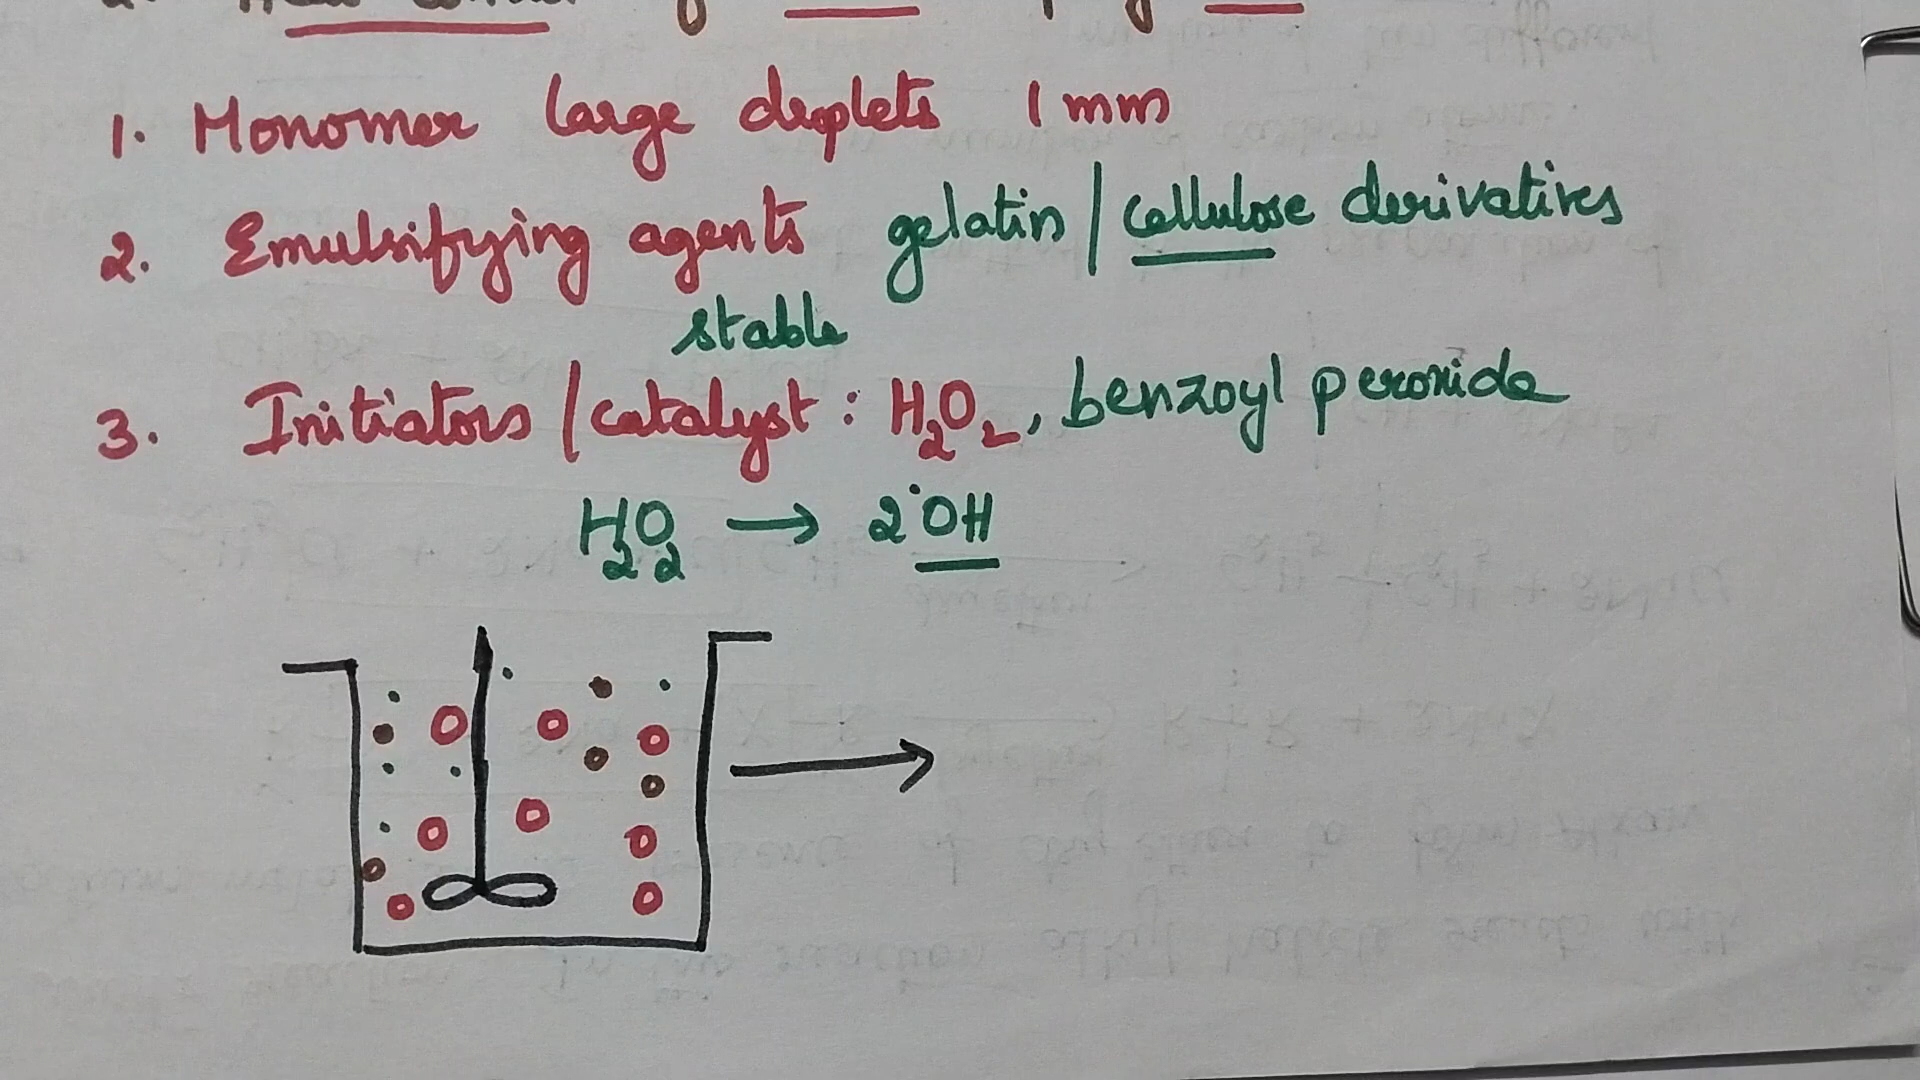 1. Monomer large droplets 1 mm
2. Emulsifying agents gelatin / cellulose derivatives
stable
3. Initiators / catalyst : H₂O₂, benzoyl peroxide
H₂O₂ → 2˙OH